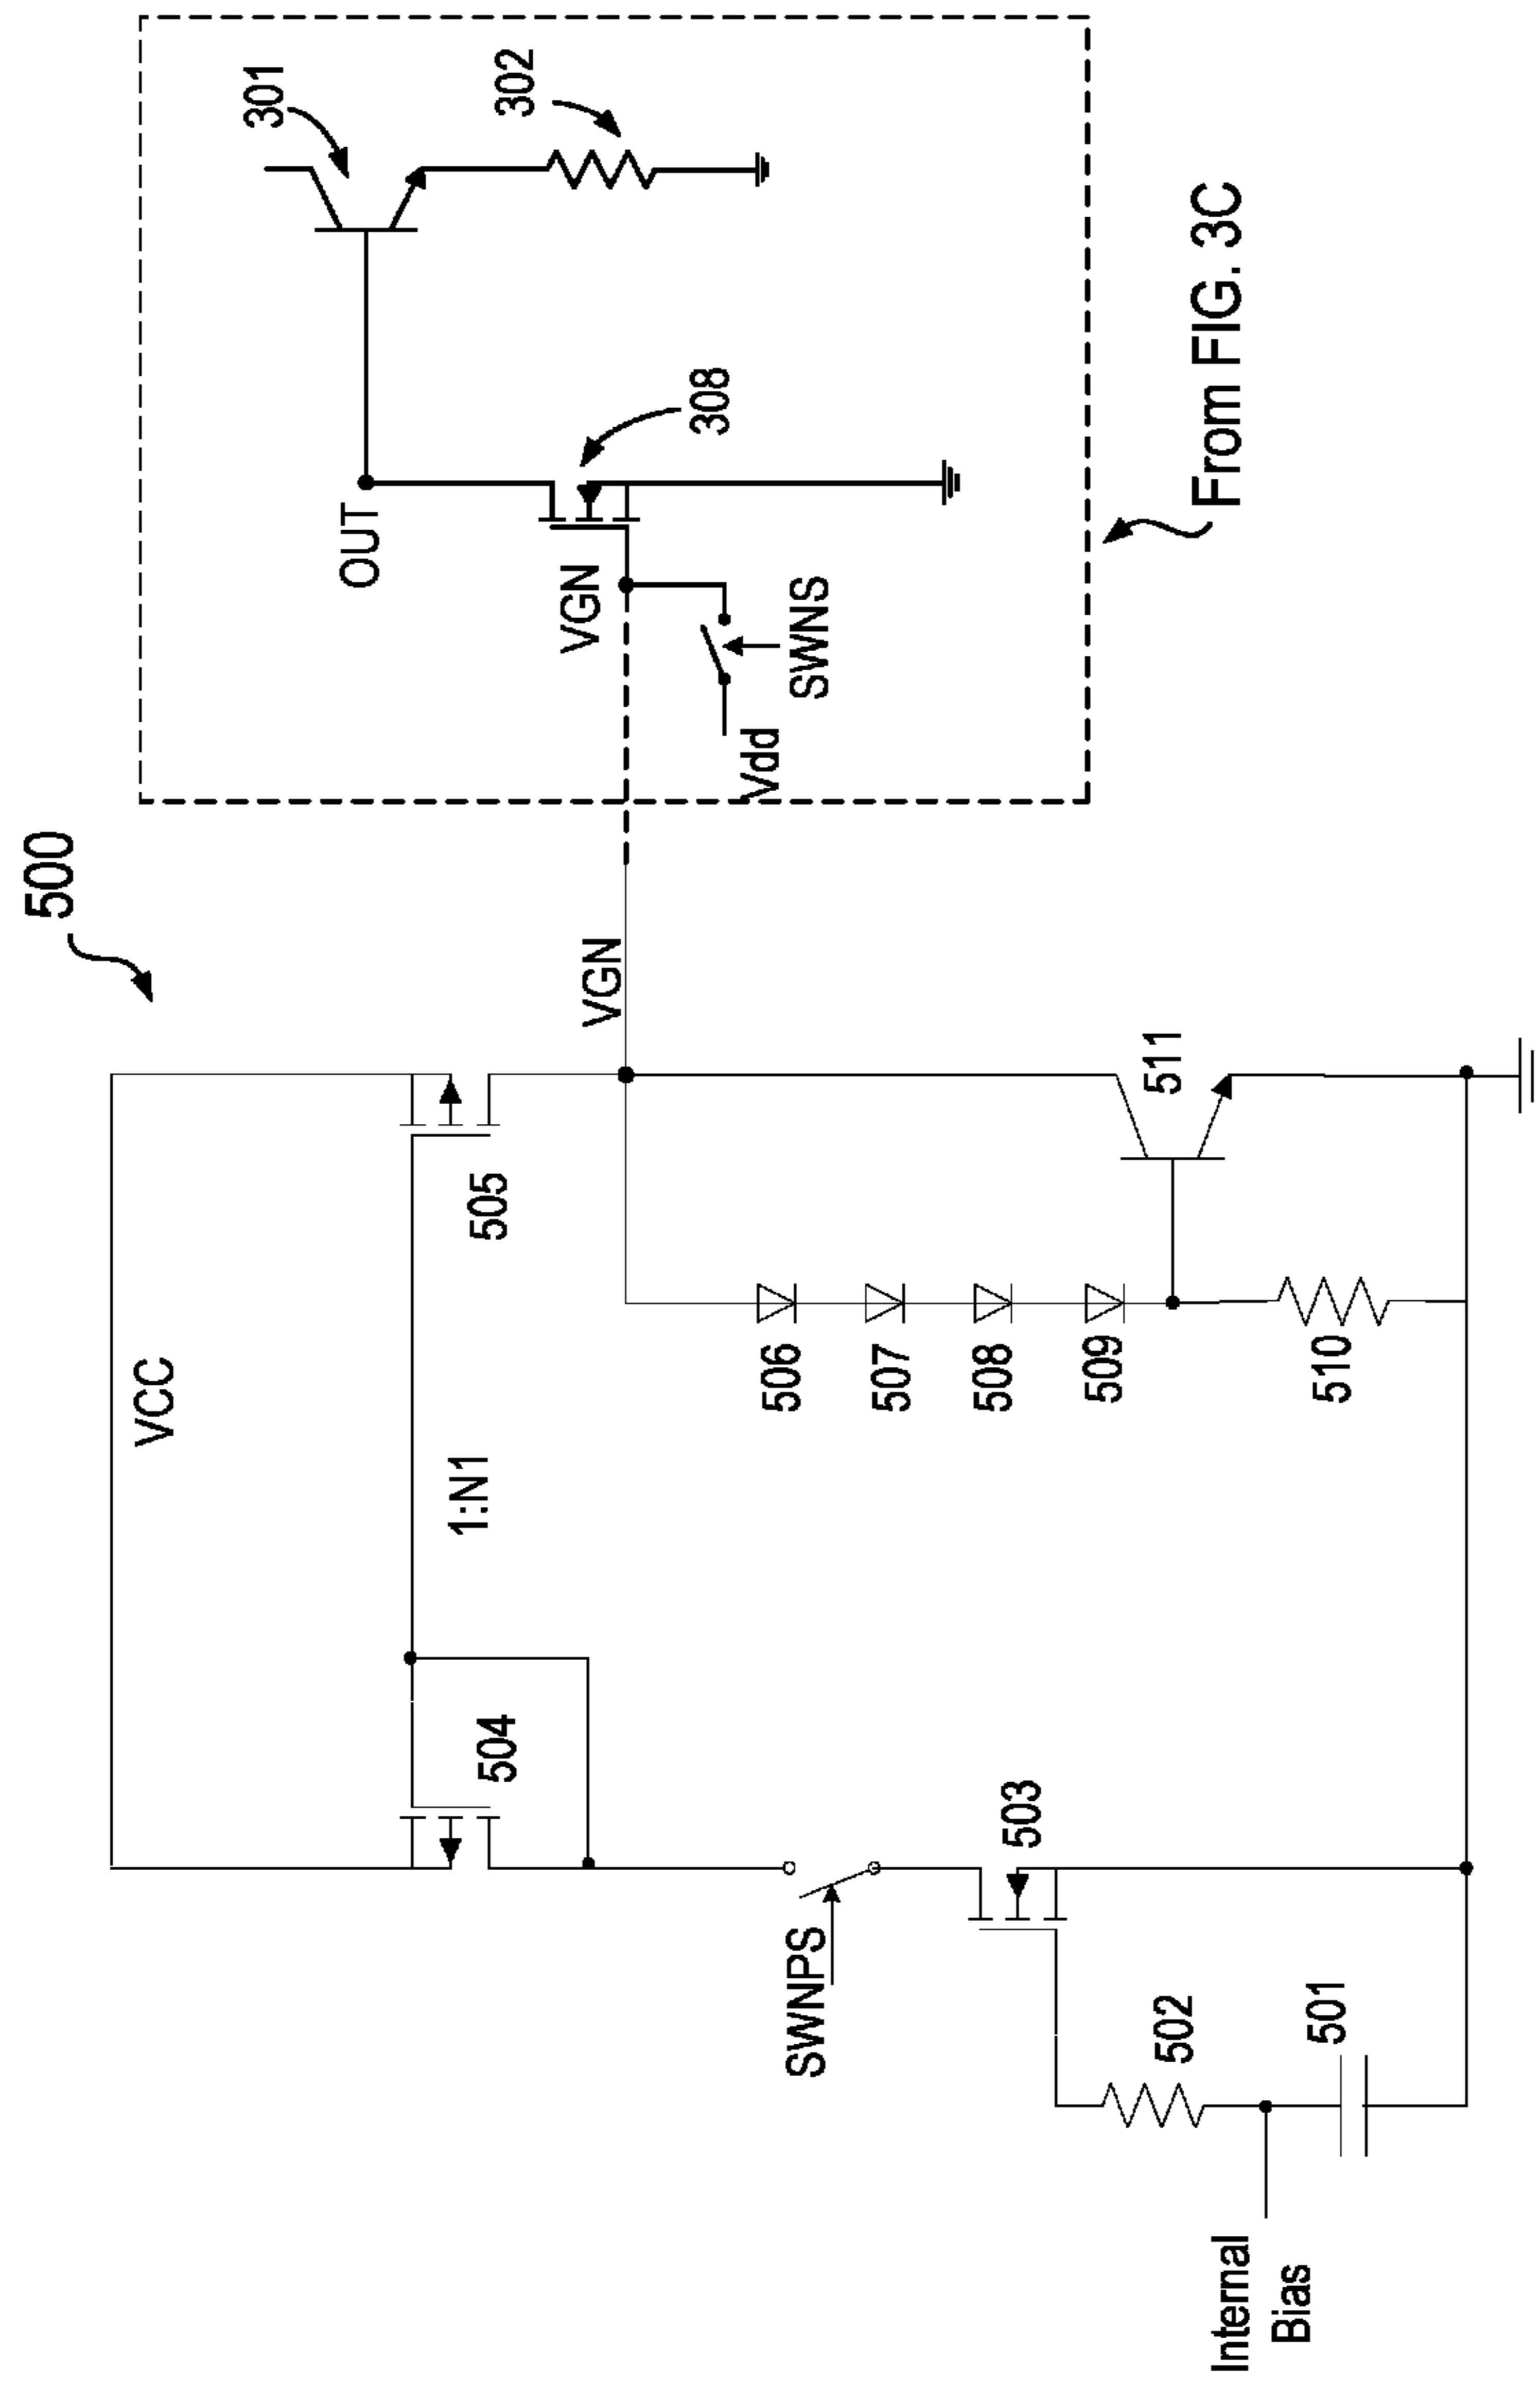 500
VCC
504
1:N1
505
VGN
SWNPS
503
502
501
Internal
Bias
506
507
508
509
510
511
301
302
OUT
308
VGN
SWNS
Vdd
From FIG. 3C